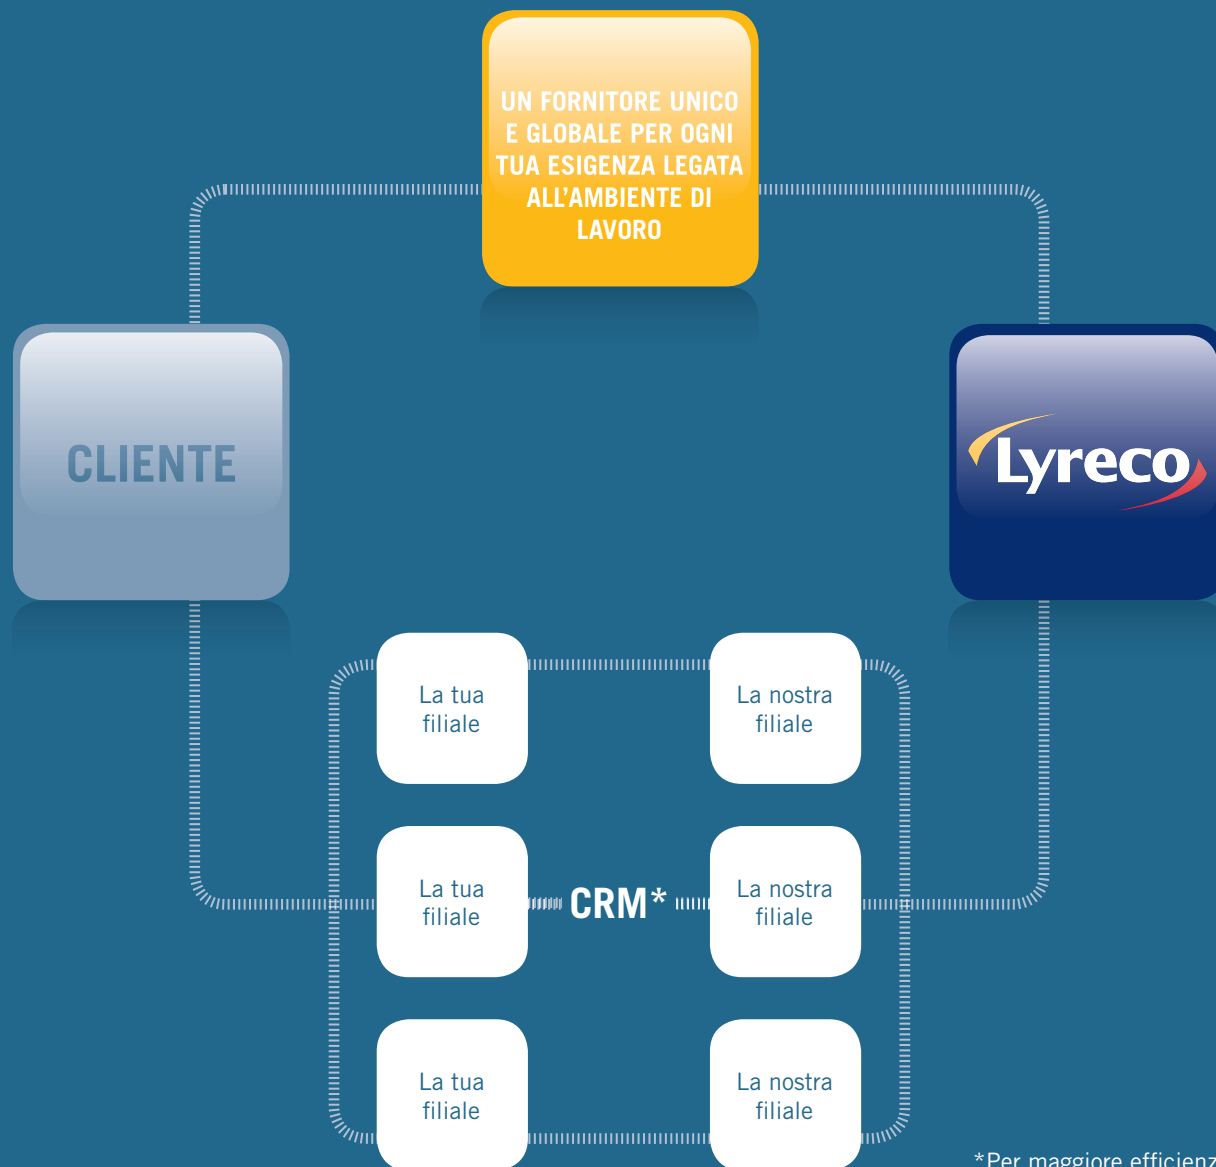 UN FORNITORE UNICO
E GLOBALE PER OGNI
TUA ESIGENZA LEGATA
ALL'AMBIENTE DI
LAVORO
CLIENTE
Lyreco
La tua
filiale
La nostra
filiale
La tua
filiale
CRM*
La nostra
filiale
La tua
filiale
La nostra
filiale
*Per maggiore efficienz